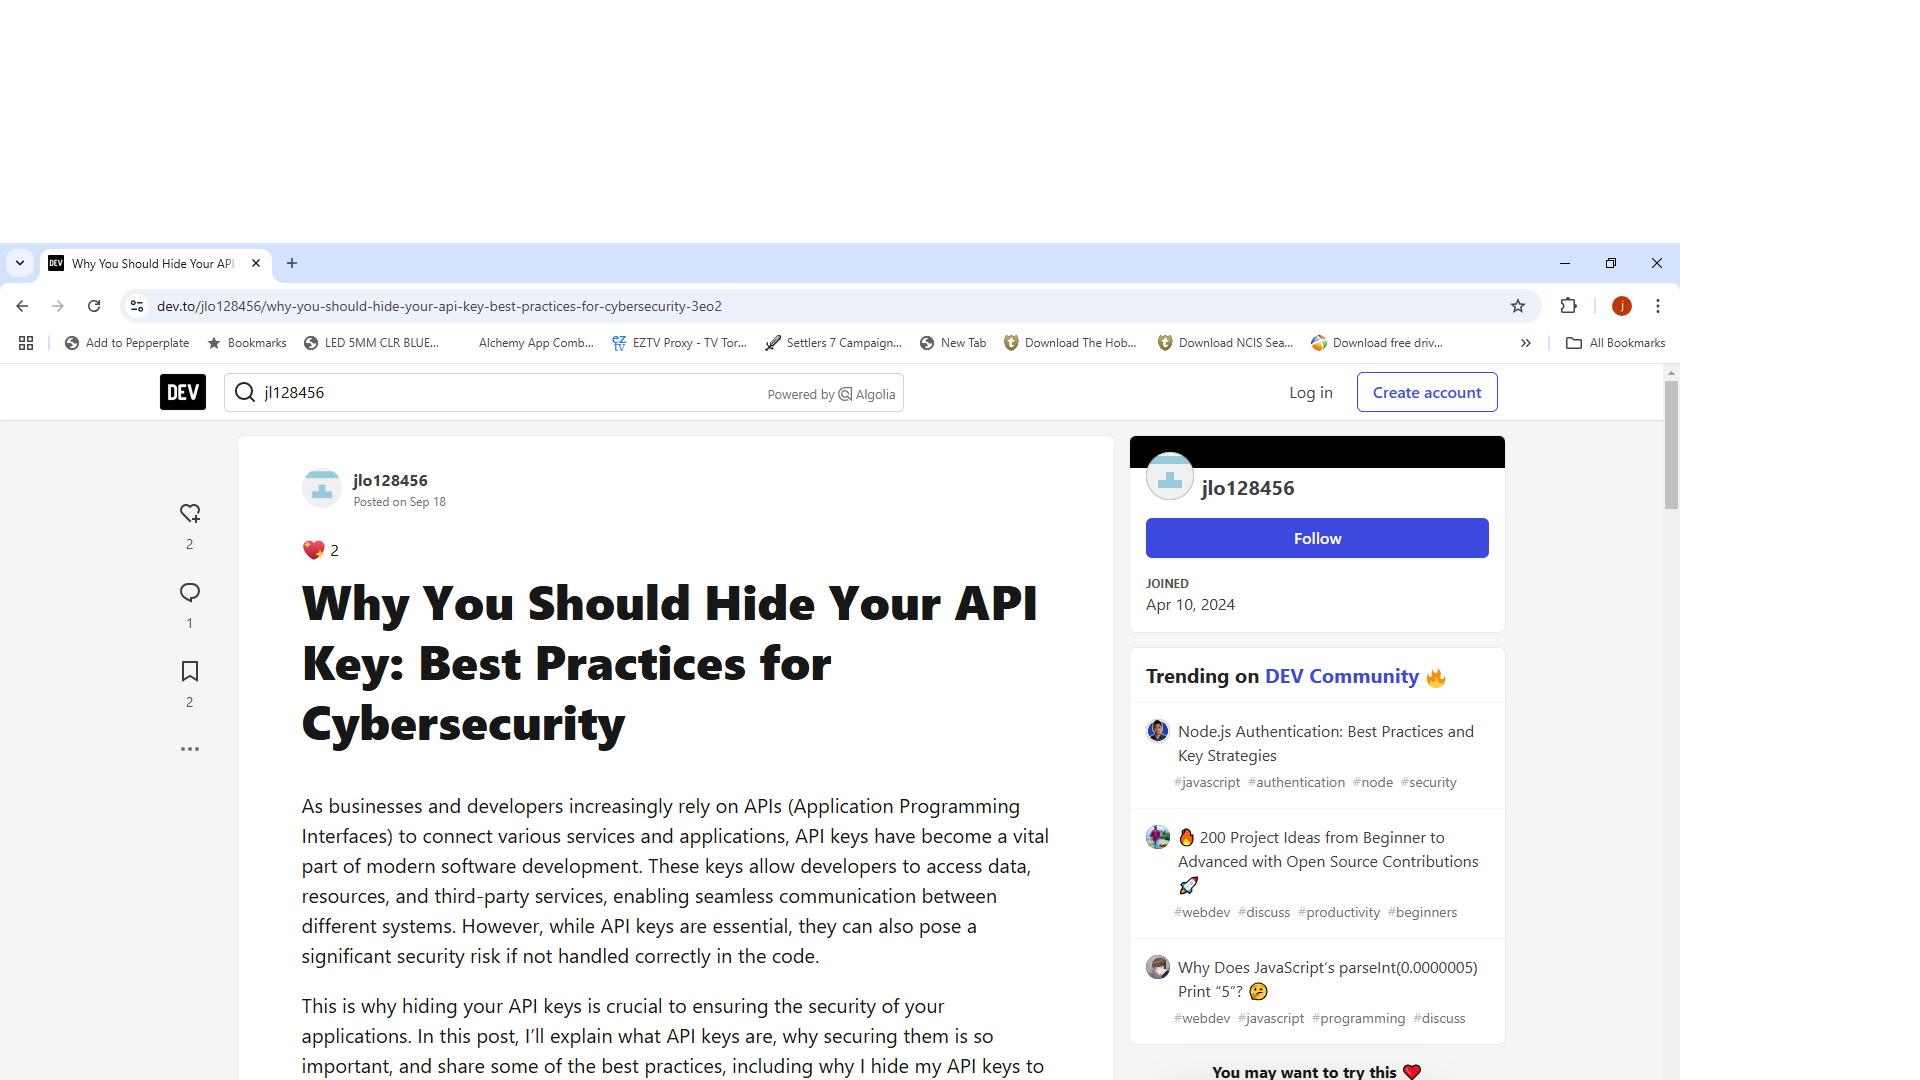 DEV Why You Should Hide Your API
dev.to/jlo128456/why-you-should-hide-your-api-key-best-practices-for-cybersecurity-3eo2 j
Add to Pepperplate Bookmarks LED 5MM CLR BLUE... Alchemy App Comb... EZTV Proxy - TV Tor... Settlers 7 Campaign... New Tab Download The Hob... Download NCIS Sea... Download free driv... » All Bookmarks
DEV jl128456 Powered by Algolia Log in Create account
2
1
2
jlo128456
Posted on Sep 18
💖 2
Why You Should Hide Your API
Key: Best Practices for
Cybersecurity
As businesses and developers increasingly rely on APIs (Application Programming
Interfaces) to connect various services and applications, API keys have become a vital
part of modern software development. These keys allow developers to access data,
resources, and third-party services, enabling seamless communication between
different systems. However, while API keys are essential, they can also pose a
significant security risk if not handled correctly in the code.
This is why hiding your API keys is crucial to ensuring the security of your
applications. In this post, I’ll explain what API keys are, why securing them is so
important, and share some of the best practices, including why I hide my API keys to
jlo128456
Follow
JOINED
Apr 10, 2024
Trending on DEV Community 🔥
Node.js Authentication: Best Practices and
Key Strategies
#javascript #authentication #node #security
🔥 200 Project Ideas from Beginner to
Advanced with Open Source Contributions
🚀
#webdev #discuss #productivity #beginners
Why Does JavaScript’s parseInt(0.0000005)
Print “5”? 🤔
#webdev #javascript #programming #discuss
You may want to try this ❤️